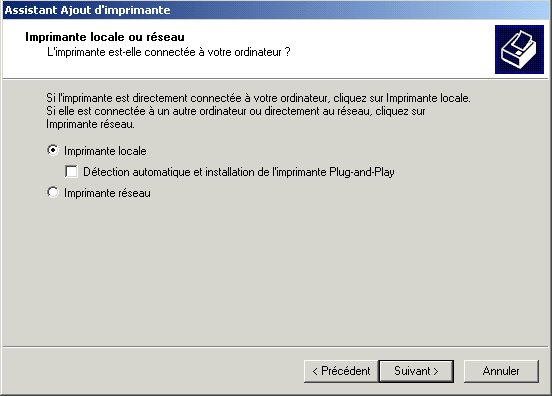 Assistant Ajout d'imprimante
Imprimante locale ou réseau
L'imprimante est-elle connectée à votre ordinateur ?
Si l'imprimante est directement connectée à votre ordinateur, cliquez sur Imprimante locale.
Si elle est connectée à un autre ordinateur ou directement au réseau, cliquez sur
Imprimante réseau.
Imprimante locale
Détection automatique et installation de l'imprimante Plug-and-Play
Imprimante réseau
< Précédent
Suivant >
Annuler